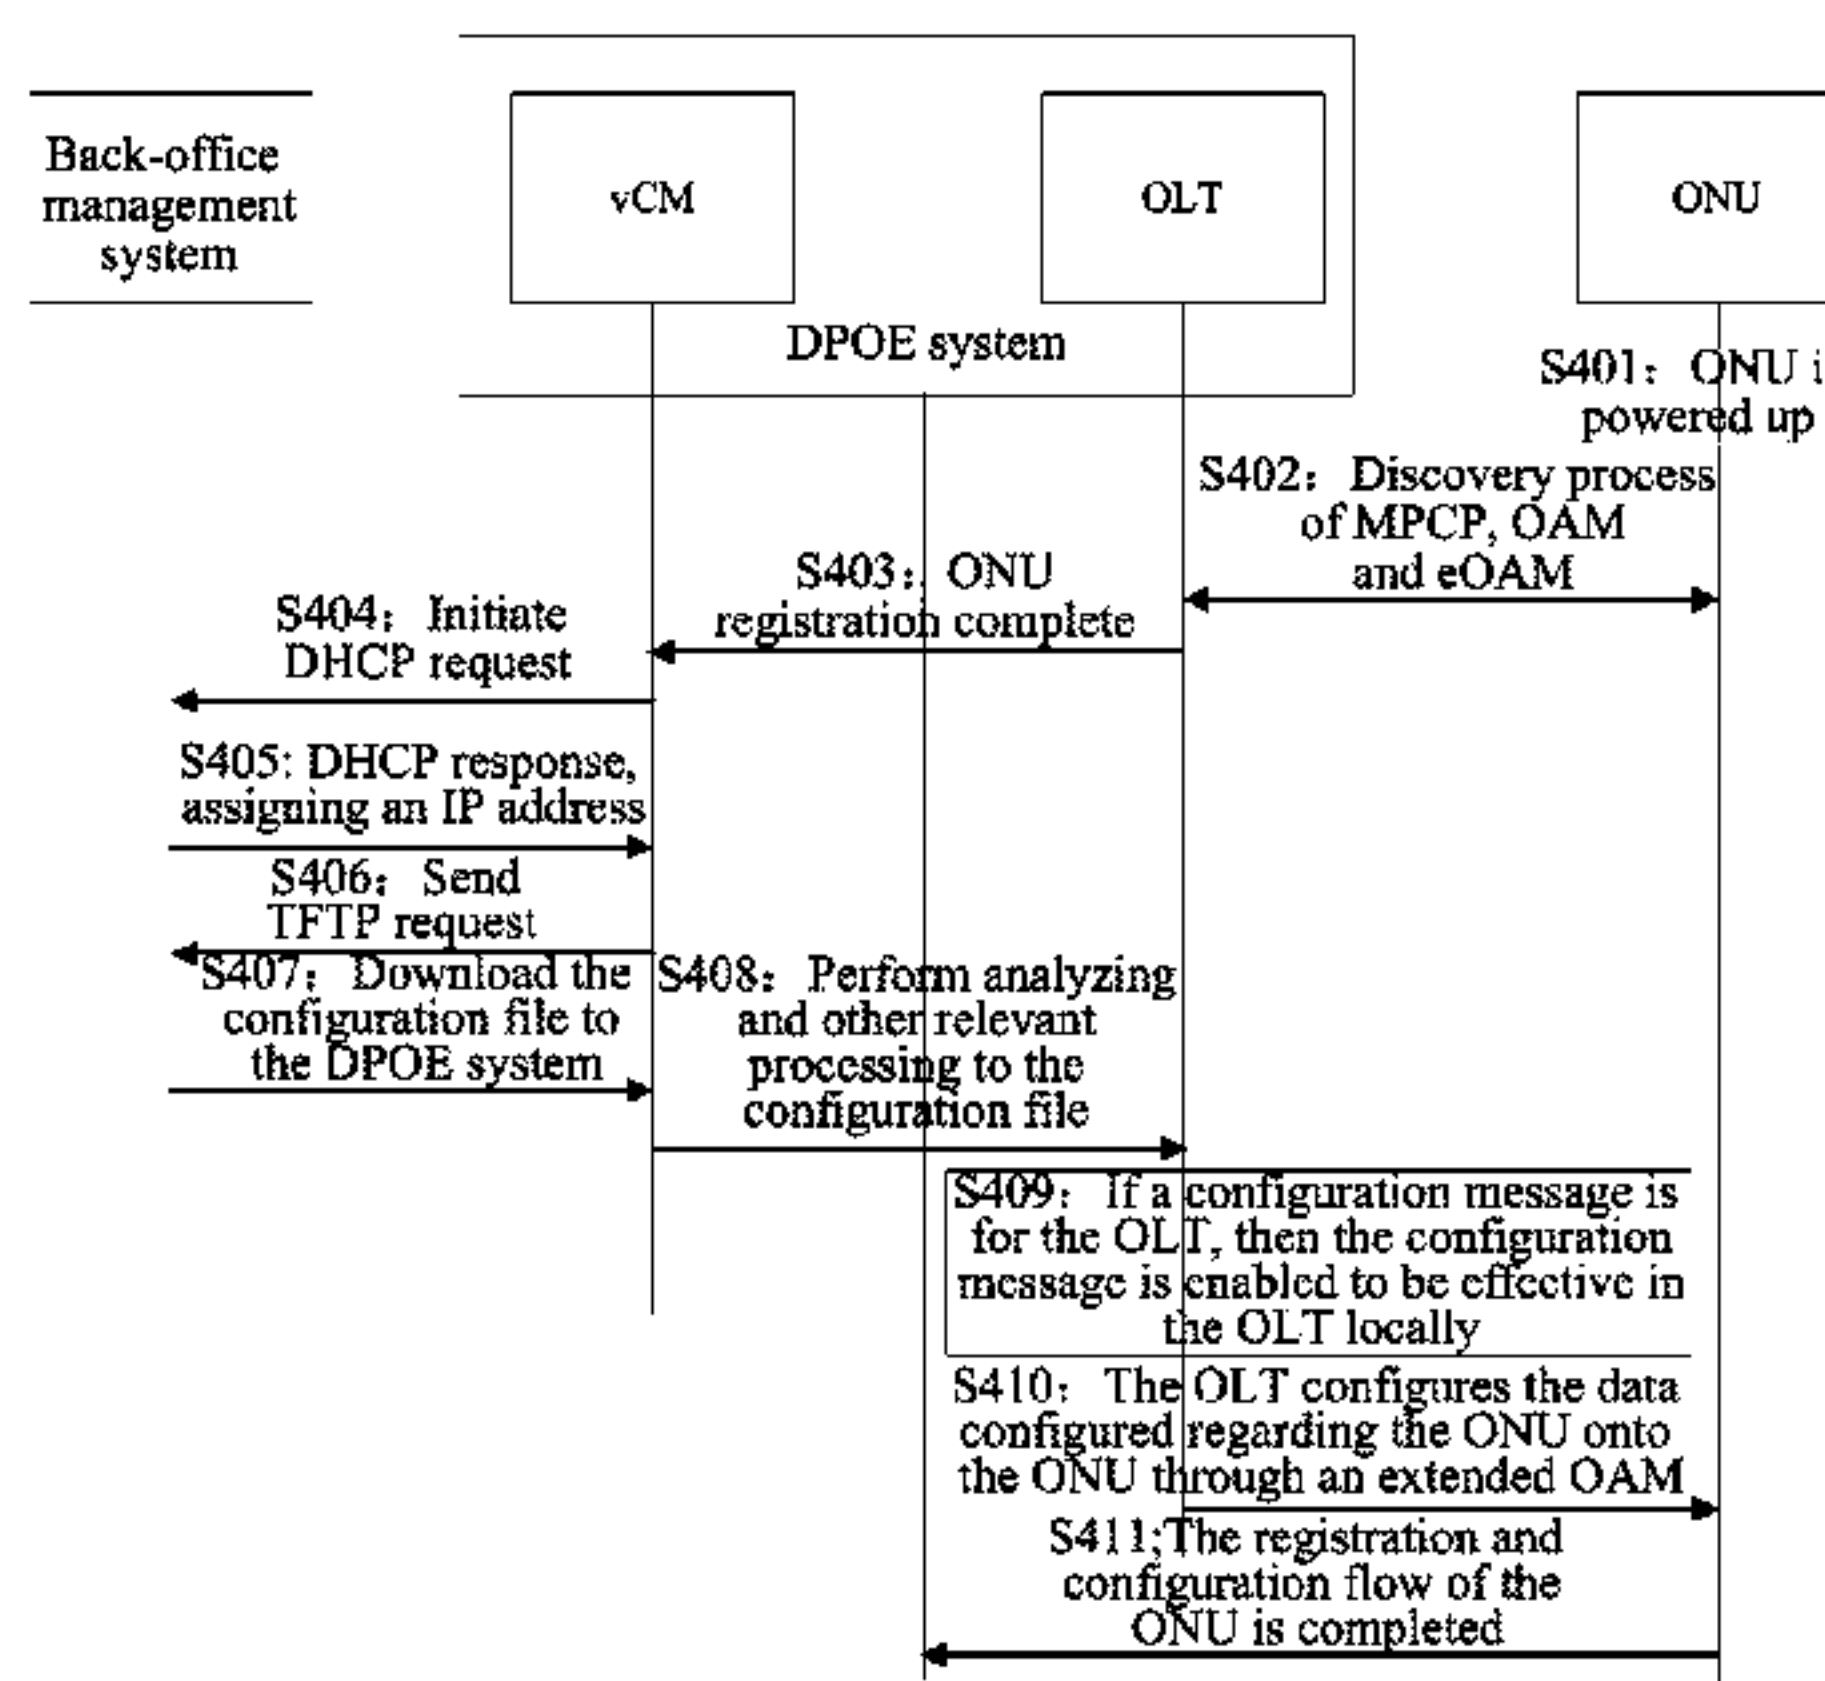 Back-office
management
system
vCM
OLT
ONU
DPOE system
S401: ONU i
powered up
S402: Discovery process
of MPCP, OAM
and eOAM
S403: ONU
registration complete
S404: Initiate
DHCP request
S405: DHCP response,
assigning an IP address
S406: Send
TFTP request
S407: Download the
configuration file to
the DPOE system
S408: Perform analyzing
and other relevant
processing to the
configuration file
S409: If a configuration message is
for the OLT, then the configuration
message is enabled to be effective in
the OLT locally
S410: The OLT configures the data
configured regarding the ONU onto
the ONU through an extended OAM
S411;The registration and
configuration flow of the
ONU is completed